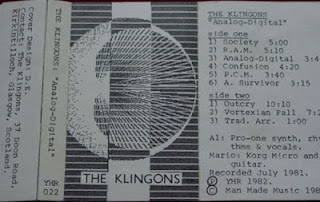 Cover Design: D.E.
Contact: The Klingons, 17 Doon Road,
Kirkintilloch, Glasgow, Scotland.
THE KLINGONS: "Analog-Digital"
YHR
022
THE KLINGONS
THE KLINGONS
"Analog-Digital"
side one
1) Society 5:00
2) R.A.M. 5:10
3) Analog-Digital 3:4
4) Confusion 4:20
5) P.C.M. 3:40
6) A. Survivor 3:15
side two
1) Outcry 10:10
2) Vortexian Fall 7:2
3) Trad. Arr. 1:00
Al: Pro-one synth, rhy
thms & vocals.
Mario: Korg Micro and
guitar.
Recorded July 1981.
Ⓟ YHR 1982.
© Man Made Music 198